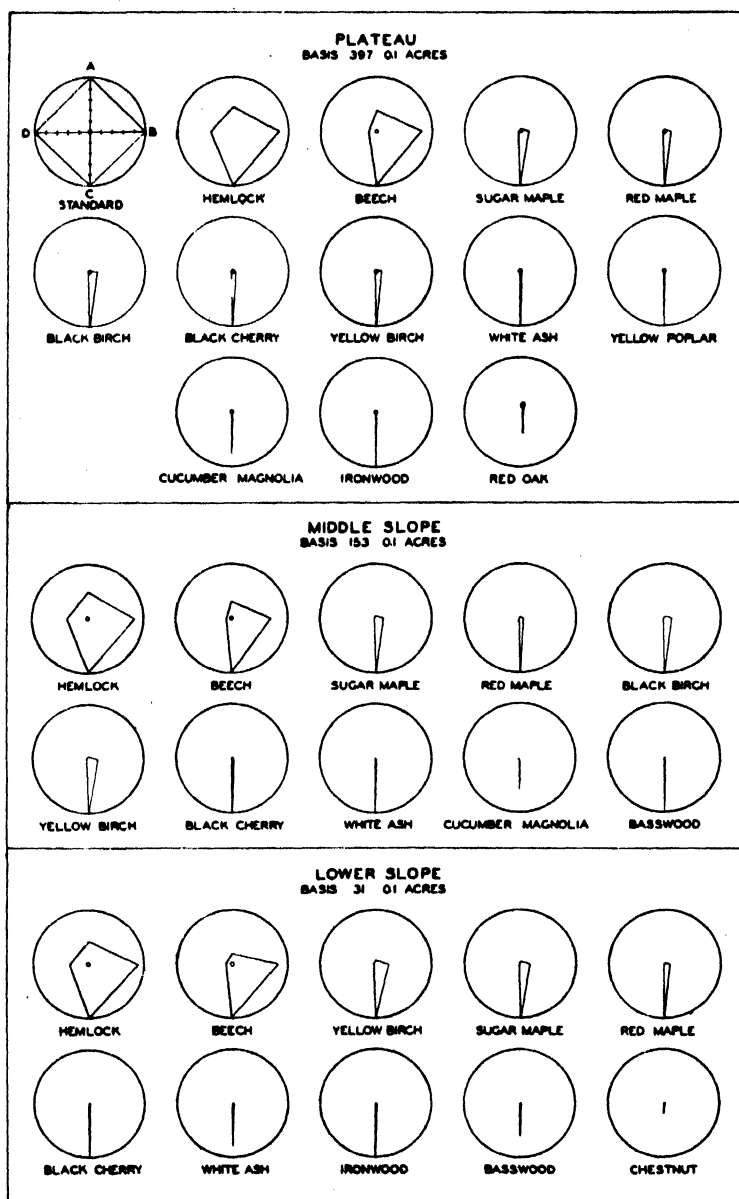 PLATEAU
BASIS 397 0.1 ACRES
A
D B
C
STANDARD HEMLOCK BEECH SUGAR MAPLE RED MAPLE
BLACK BIRCH BLACK CHERRY YELLOW BIRCH WHITE ASH YELLOW POPLAR
CUCUMBER MAGNOLIA IRONWOOD RED OAK
MIDDLE SLOPE
BASIS 153 0.1 ACRES
HEMLOCK BEECH SUGAR MAPLE RED MAPLE BLACK BIRCH
YELLOW BIRCH BLACK CHERRY WHITE ASH CUCUMBER MAGNOLIA BASSWOOD
LOWER SLOPE
BASIS 31 0.1 ACRES
HEMLOCK BEECH YELLOW BIRCH SUGAR MAPLE RED MAPLE
BLACK CHERRY WHITE ASH IRONWOOD BASSWOOD CHESTNUT